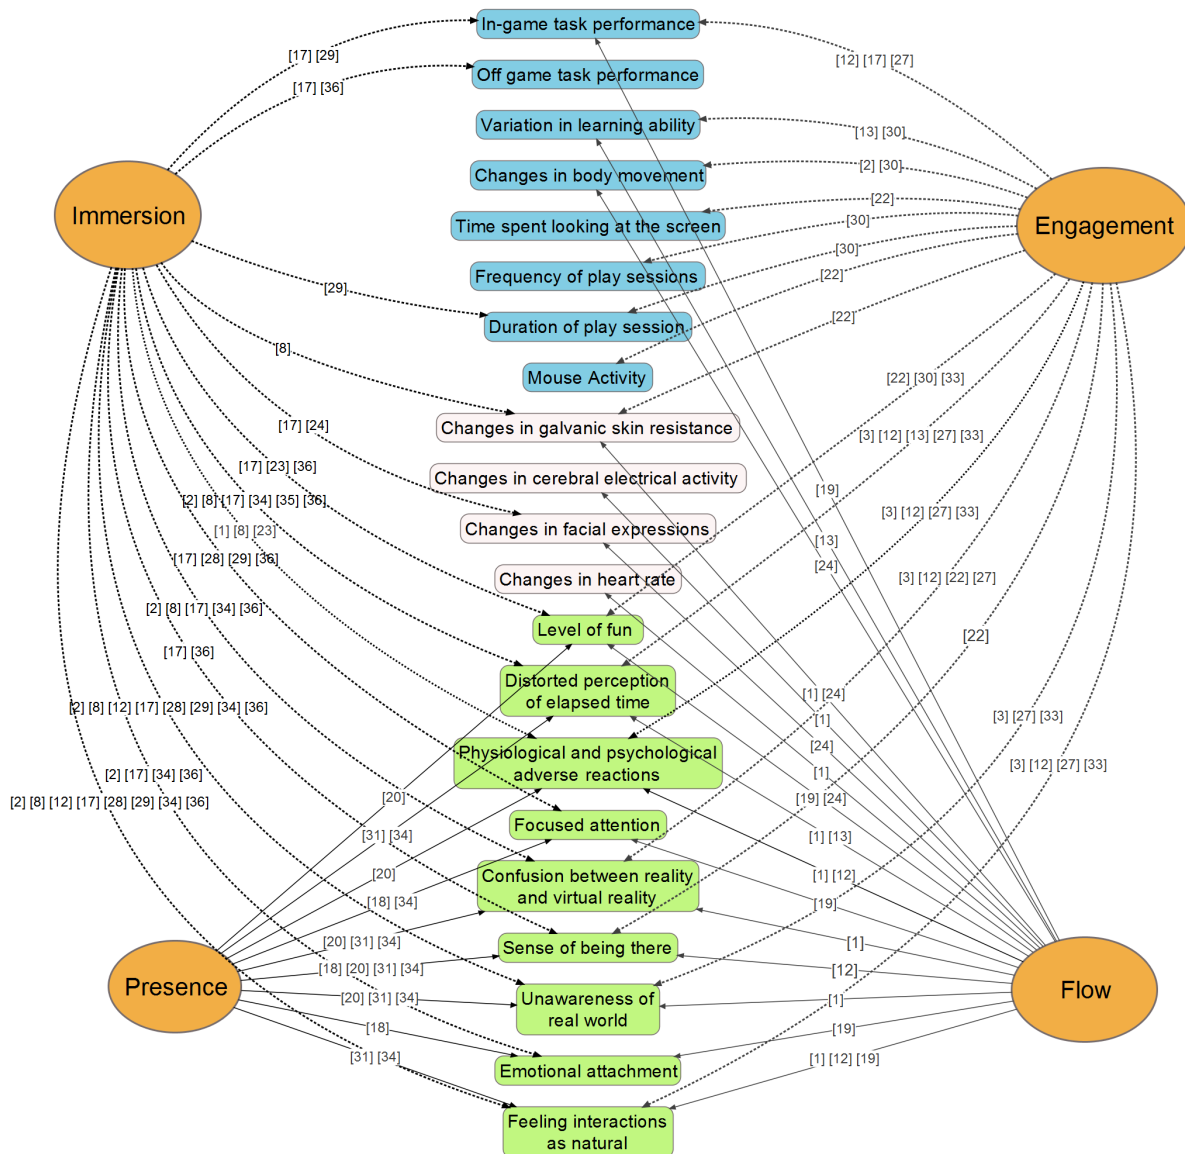 In-game task performance
[17] [29]
[12] [17] [27]
Off game task performance
[17] [36]
Variation in learning ability
[13] [30]
Changes in body movement
[2] [30]
Immersion
Engagement
[22]
Time spent looking at the screen
[30]
[30]
Frequency of play sessions
[22]
[29]
Duration of play session
[22]
[8]
Mouse Activity
[22] [30] [33]
[17] [24]
Changes in galvanic skin resistance
[3] [12] [13] [27] [33]
[17] [23] [36]
Changes in cerebral electrical activity
[19]
[2] [8] [17] [34] [35] [36]
[3] [12] [27] [33]
[1] [8] [23]
Changes in facial expressions
[13]
[17] [28] [29] [36]
[24]
Changes in heart rate
[3] [12] [22] [27]
[2] [8] [17] [34] [36]
Level of fun
[22]
[17] [36]
Distorted perception
of elapsed time
[1] [24]
[2] [8] [12] [17] [28] [29] [34] [36]
[3] [27] [33]
[1]
Physiological and psychological
adverse reactions
[24]
[3] [12] [27] [33]
[2] [17] [34] [36]
[1]
[2] [8] [12] [17] [28] [29] [34] [36]
[20]
[19] [24]
Focused attention
[31] [34]
[1] [13]
[20]
Confusion between reality
and virtual reality
[1] [12]
[18] [34]
[19]
[20] [31] [34]
Sense of being there
[1]
[18] [20] [31] [34]
[12]
Presence
Flow
[20] [31] [34]
Unawareness of
real world
[1]
[18]
[19]
[31] [34]
Emotional attachment
[1] [12] [19]
Feeling interactions
as natural